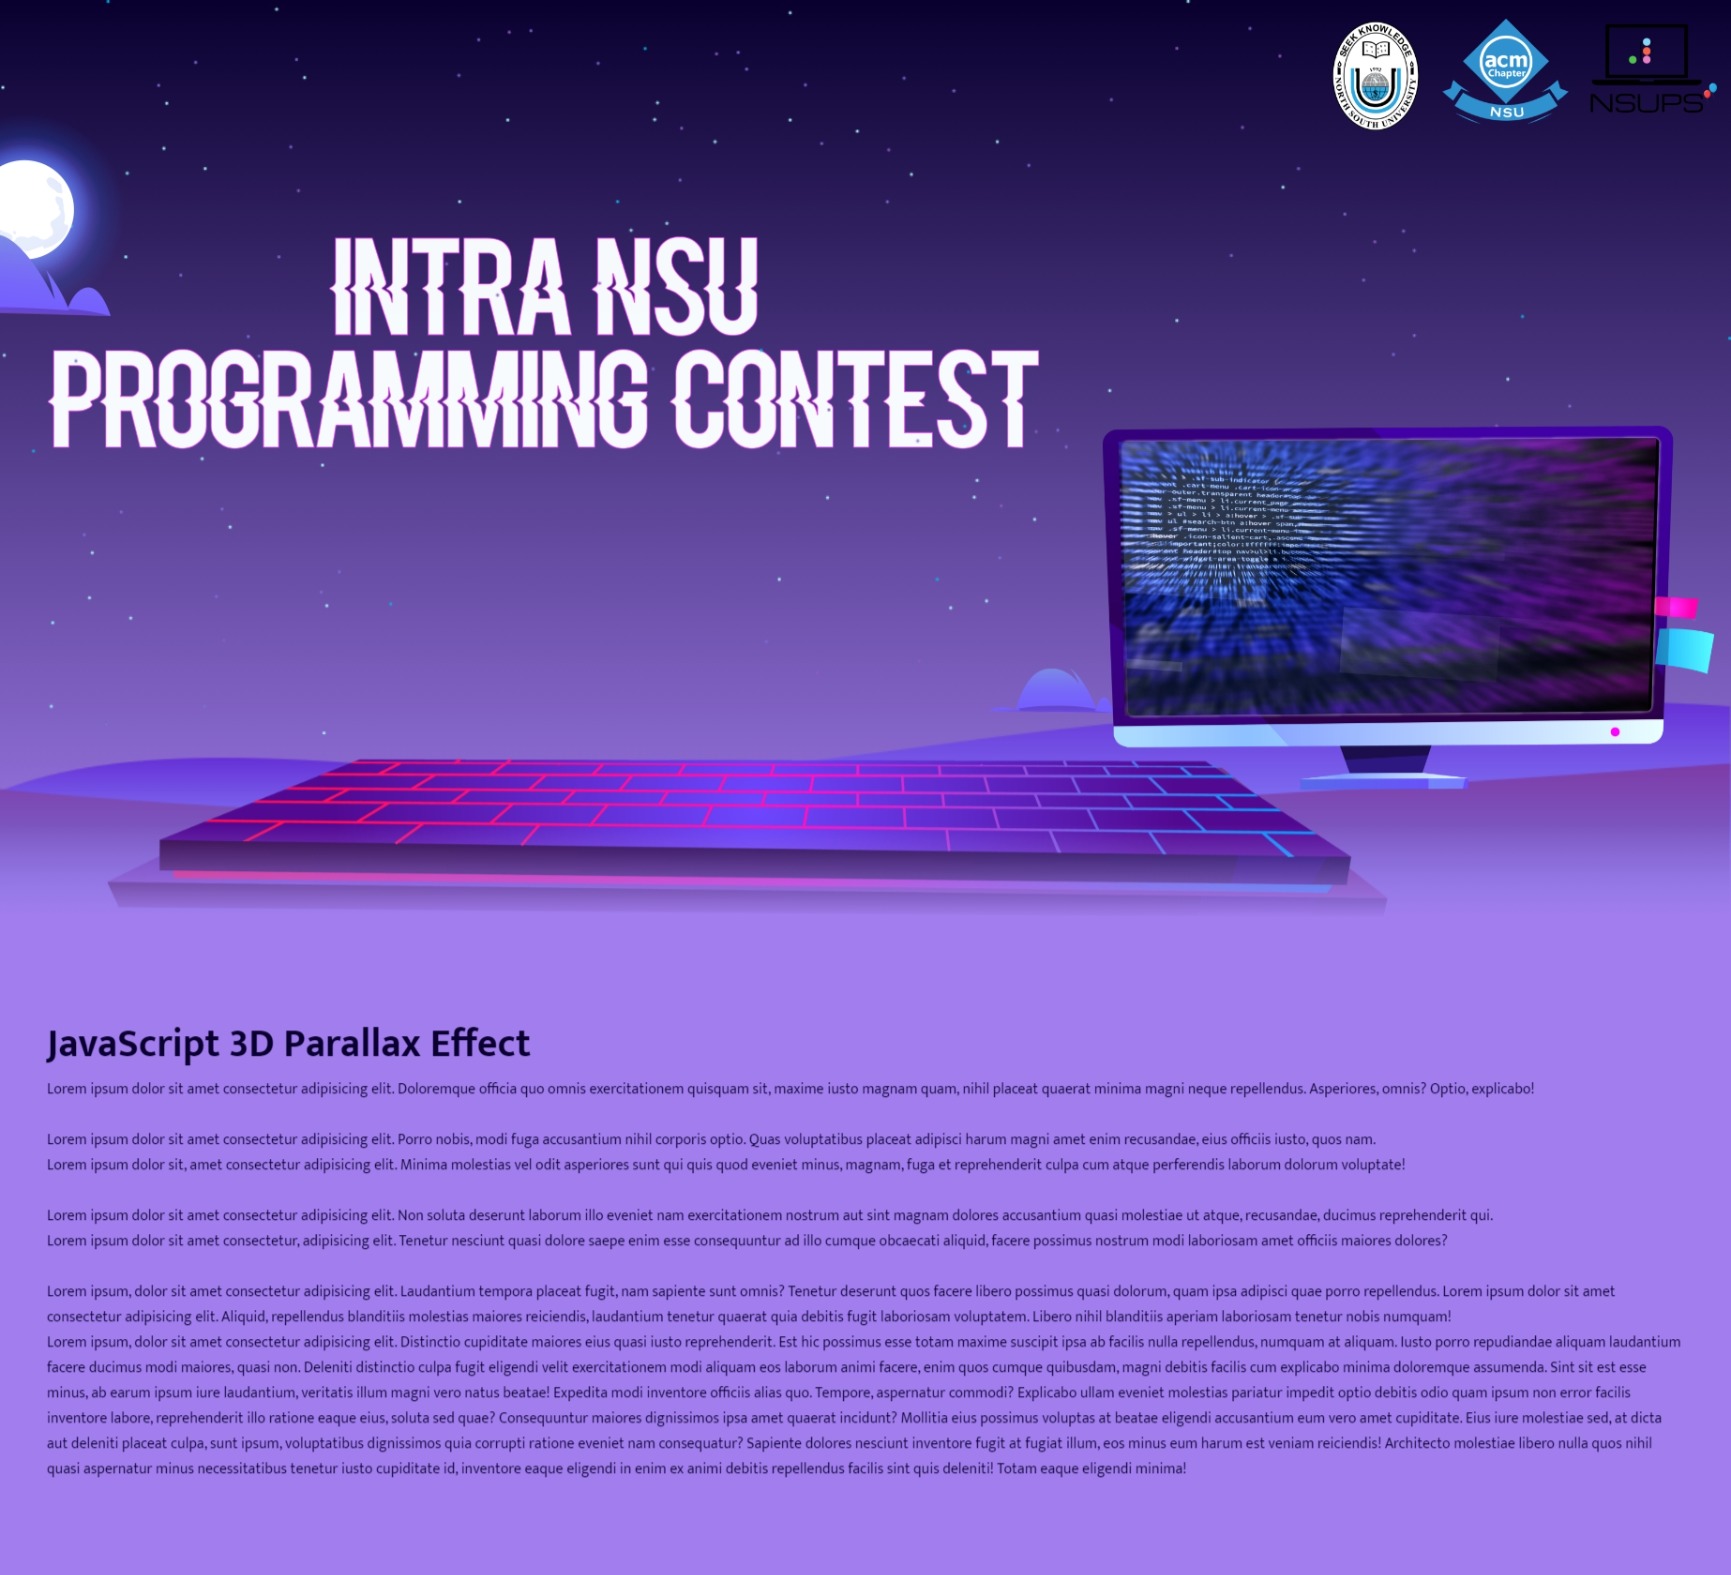 SEEK KNOWLEDGE
1992
NORTH SOUTH UNIVERSITY
acm
Chapter
NSU
NSUPS
INTRA NSU
PROGRAMMING CONTEST
JavaScript 3D Parallax Effect
Lorem ipsum dolor sit amet consectetur adipisicing elit. Doloremque officia quo omnis exercitationem quisquam sit, maxime iusto magnam quam, nihil placeat quaerat minima magni neque repellendus. Asperiores, omnis? Optio, explicabo!
Lorem ipsum dolor sit amet consectetur adipisicing elit. Porro nobis, modi fuga accusantium nihil corporis optio. Quas voluptatibus placeat adipisci harum magni amet enim recusandae, eius officiis iusto, quos nam.
Lorem ipsum dolor sit, amet consectetur adipisicing elit. Minima molestias vel odit asperiores sunt qui quis quod eveniet minus, magnam, fuga et reprehenderit culpa cum atque perferendis laborum dolorum voluptate!
Lorem ipsum dolor sit amet consectetur adipisicing elit. Non soluta deserunt laborum illo eveniet nam exercitationem nostrum aut sint magnam dolores accusantium quasi molestiae ut atque, recusandae, ducimus reprehenderit qui.
Lorem ipsum dolor sit amet consectetur, adipisicing elit. Tenetur nesciunt quasi dolore saepe enim esse consequuntur ad illo cumque obcaecati aliquid, facere possimus nostrum modi laboriosam amet officiis maiores dolores?
Lorem ipsum, dolor sit amet consectetur adipisicing elit. Laudantium tempora placeat fugit, nam sapiente sunt omnis? Tenetur deserunt quos facere libero possimus quasi dolorum, quam ipsa adipisci quae porro repellendus. Lorem ipsum dolor sit amet
consectetur adipisicing elit. Aliquid, repellendus blanditiis molestias maiores reiciendis, laudantium tenetur quaerat quia debitis fugit laboriosam voluptatem. Libero nihil blanditiis aperiam laboriosam tenetur nobis numquam!
Lorem ipsum, dolor sit amet consectetur adipisicing elit. Distinctio cupiditate maiores eius quasi iusto reprehenderit. Est hic possimus esse totam maxime suscipit ipsa ab facilis nulla repellendus, numquam at aliquam. Iusto porro repudiandae aliquam laudantium
facere ducimus modi maiores, quasi non. Deleniti distinctio culpa fugit eligendi velit exercitationem modi aliquam eos laborum animi facere, enim quos cumque quibusdam, magni debitis facilis cum explicabo minima doloremque assumenda. Sint sit est esse
minus, ab earum ipsum iure laudantium, veritatis illum magni vero natus beatae! Expedita modi inventore officiis alias quo. Tempore, aspernatur commodi? Explicabo ullam eveniet molestias pariatur impedit optio debitis odio quam ipsum non error facilis
inventore labore, reprehenderit illo ratione eaque eius, soluta sed quae? Consequuntur maiores dignissimos ipsa amet quaerat incidunt? Mollitia eius possimus voluptas at beatae eligendi accusantium eum vero amet cupiditate. Eius iure molestiae sed, at dicta
aut deleniti placeat culpa, sunt ipsum, voluptatibus dignissimos quia corrupti ratione eveniet nam consequatur? Sapiente dolores nesciunt inventore fugit at fugiat illum, eos minus eum harum est veniam reiciendis! Architecto molestiae libero nulla quos nihil
quasi aspernatur minus necessitatibus tenetur iusto cupiditate id, inventore eaque eligendi in enim ex animi debitis repellendus facilis sint quis deleniti! Totam eaque eligendi minima!